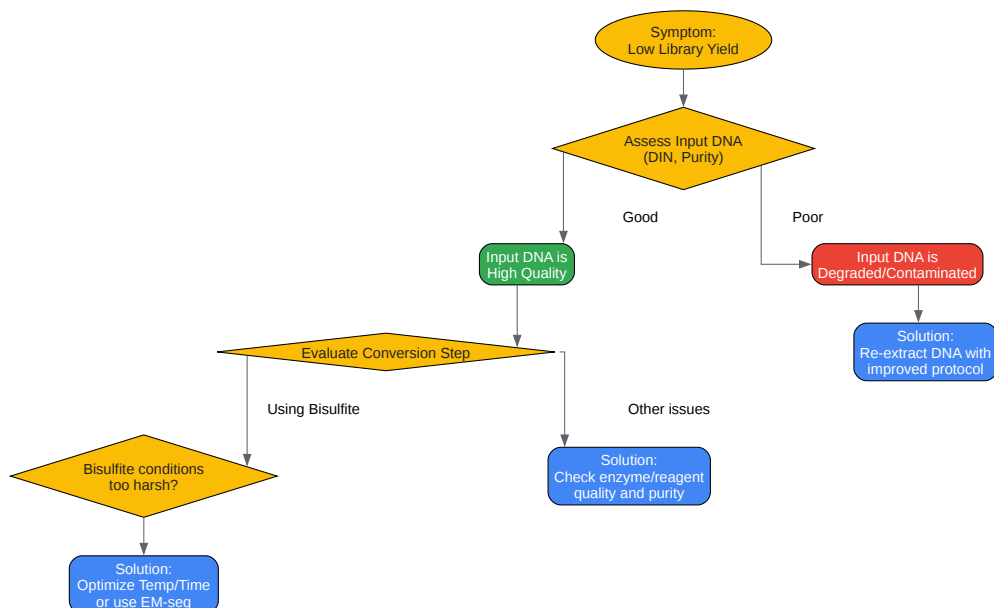 Symptom:
Low Library Yield
Assess Input DNA
(DIN, Purity)
Good
Poor
Input DNA is
High Quality
Input DNA is
Degraded/Contaminated
Solution:
Re-extract DNA with
improved protocol
Evaluate Conversion Step
Using Bisulfite
Other issues
Bisulfite conditions
too harsh?
Solution:
Check enzyme/reagent
quality and purity
Solution:
Optimize Temp/Time
or use EM-seq